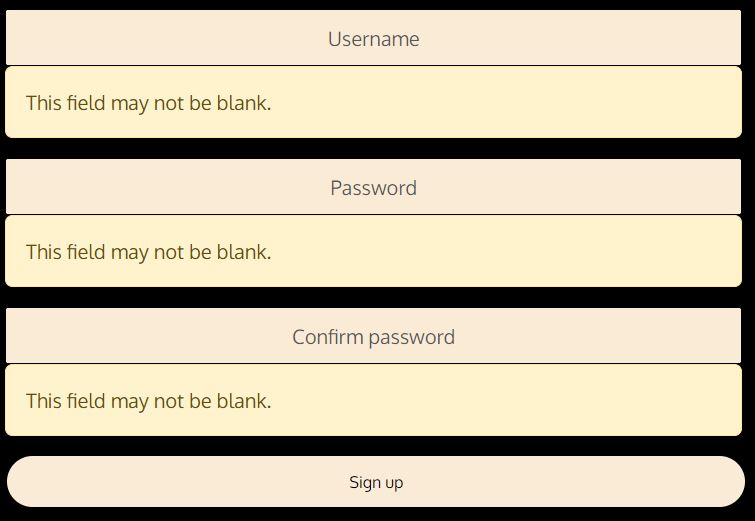 Username
This field may not be blank.
Password
This field may not be blank.
Confirm password
This field may not be blank.
Sign up